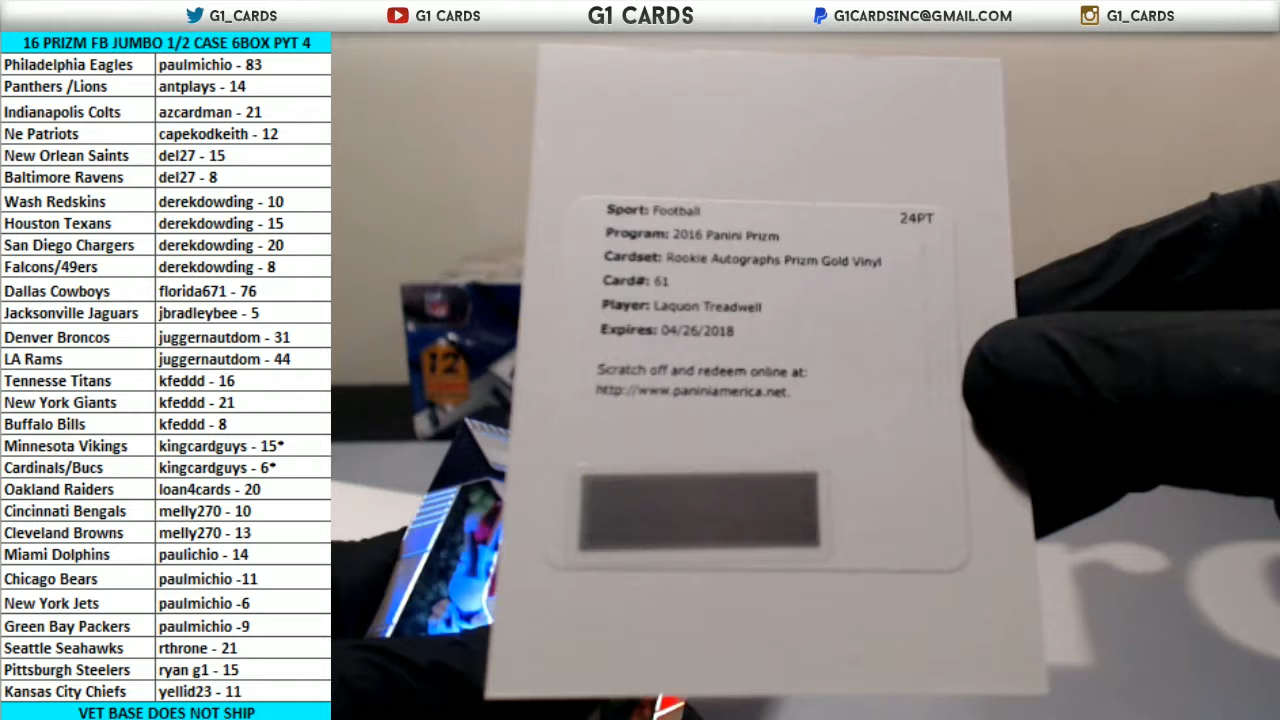 G1_CARDS
G1 CARDS
G1 CARDS
G1CARDSINC@GMAIL.COM
G1_CARDS
16 PRIZM FB JUMBO 1/2 CASE 6BOX PYT 4
Philadelphia Eagles paulmichio - 83
Panthers /Lions antplays - 14
Indianapolis Colts azcardman - 21
Ne Patriots capekodkeith - 12
New Orlean Saints del27 - 15
Baltimore Ravens del27 - 8
Wash Redskins derekdowding - 10
Houston Texans derekdowding - 15
San Diego Chargers derekdowding - 20
Falcons/49ers derekdowding - 8
Dallas Cowboys florida671 - 76
Jacksonville Jaguars jbradleybee - 5
Denver Broncos juggernautdom - 31
LA Rams juggernautdom - 44
Tennesse Titans kfeddd - 16
New York Giants kfeddd - 21
Buffalo Bills kfeddd - 8
Minnesota Vikings kingcardguys - 15*
Cardinals/Bucs kingcardguys - 6*
Oakland Raiders loan4cards - 20
Cincinnati Bengals melly270 - 10
Cleveland Browns melly270 - 13
Miami Dolphins paulichio - 14
Chicago Bears paulmichio -11
New York Jets paulmichio -6
Green Bay Packers paulmichio -9
Seattle Seahawks rthrone - 21
Pittsburgh Steelers ryan g1 - 15
Kansas City Chiefs yellid23 - 11
VET BASE DOES NOT SHIP
Sport: Football
24PT
Program: 2016 Panini Prizm
Cardset: Rookie Autographs Prizm Gold Vinyl
Card#: 61
Player: Laquon Treadwell
Expires: 04/26/2018
Scratch off and redeem online at:
http://www.paniniamerica.net.
NFL
12